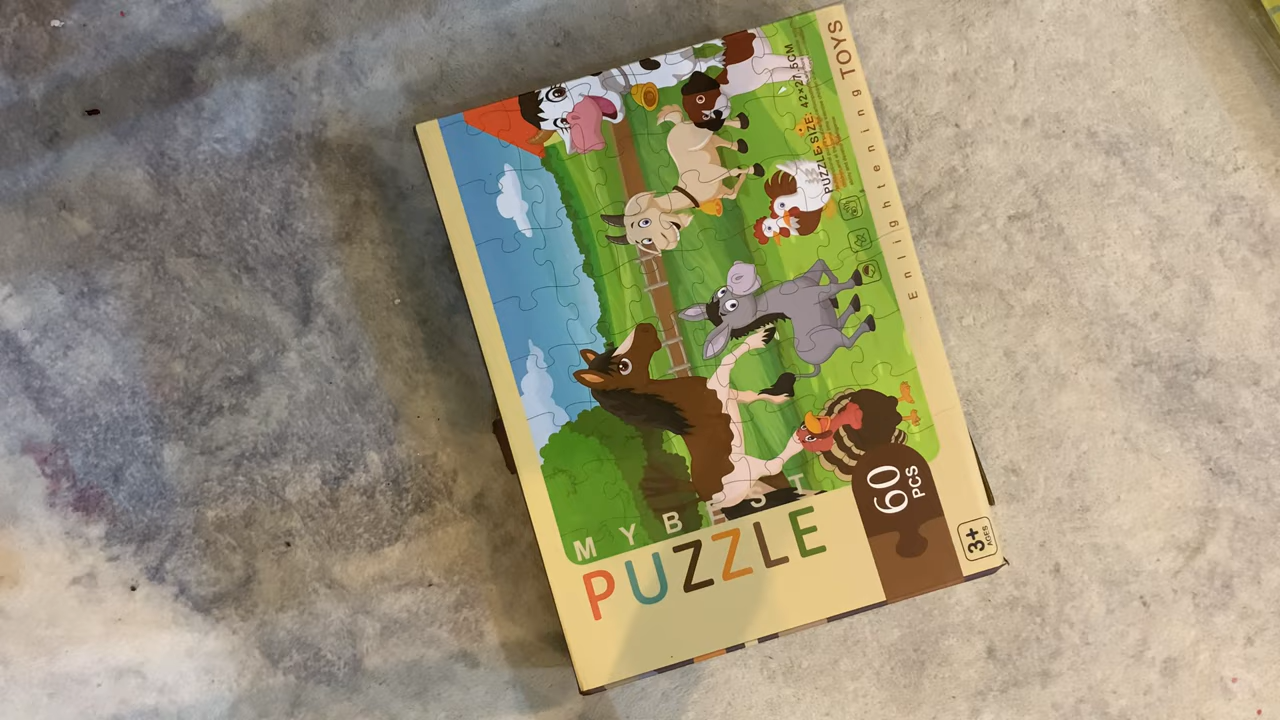 MY BEST
PUZZLE
60
PCS
3+
AGES
PUZZLE SIZE: 42×27.5CM
Enlightening TOYS